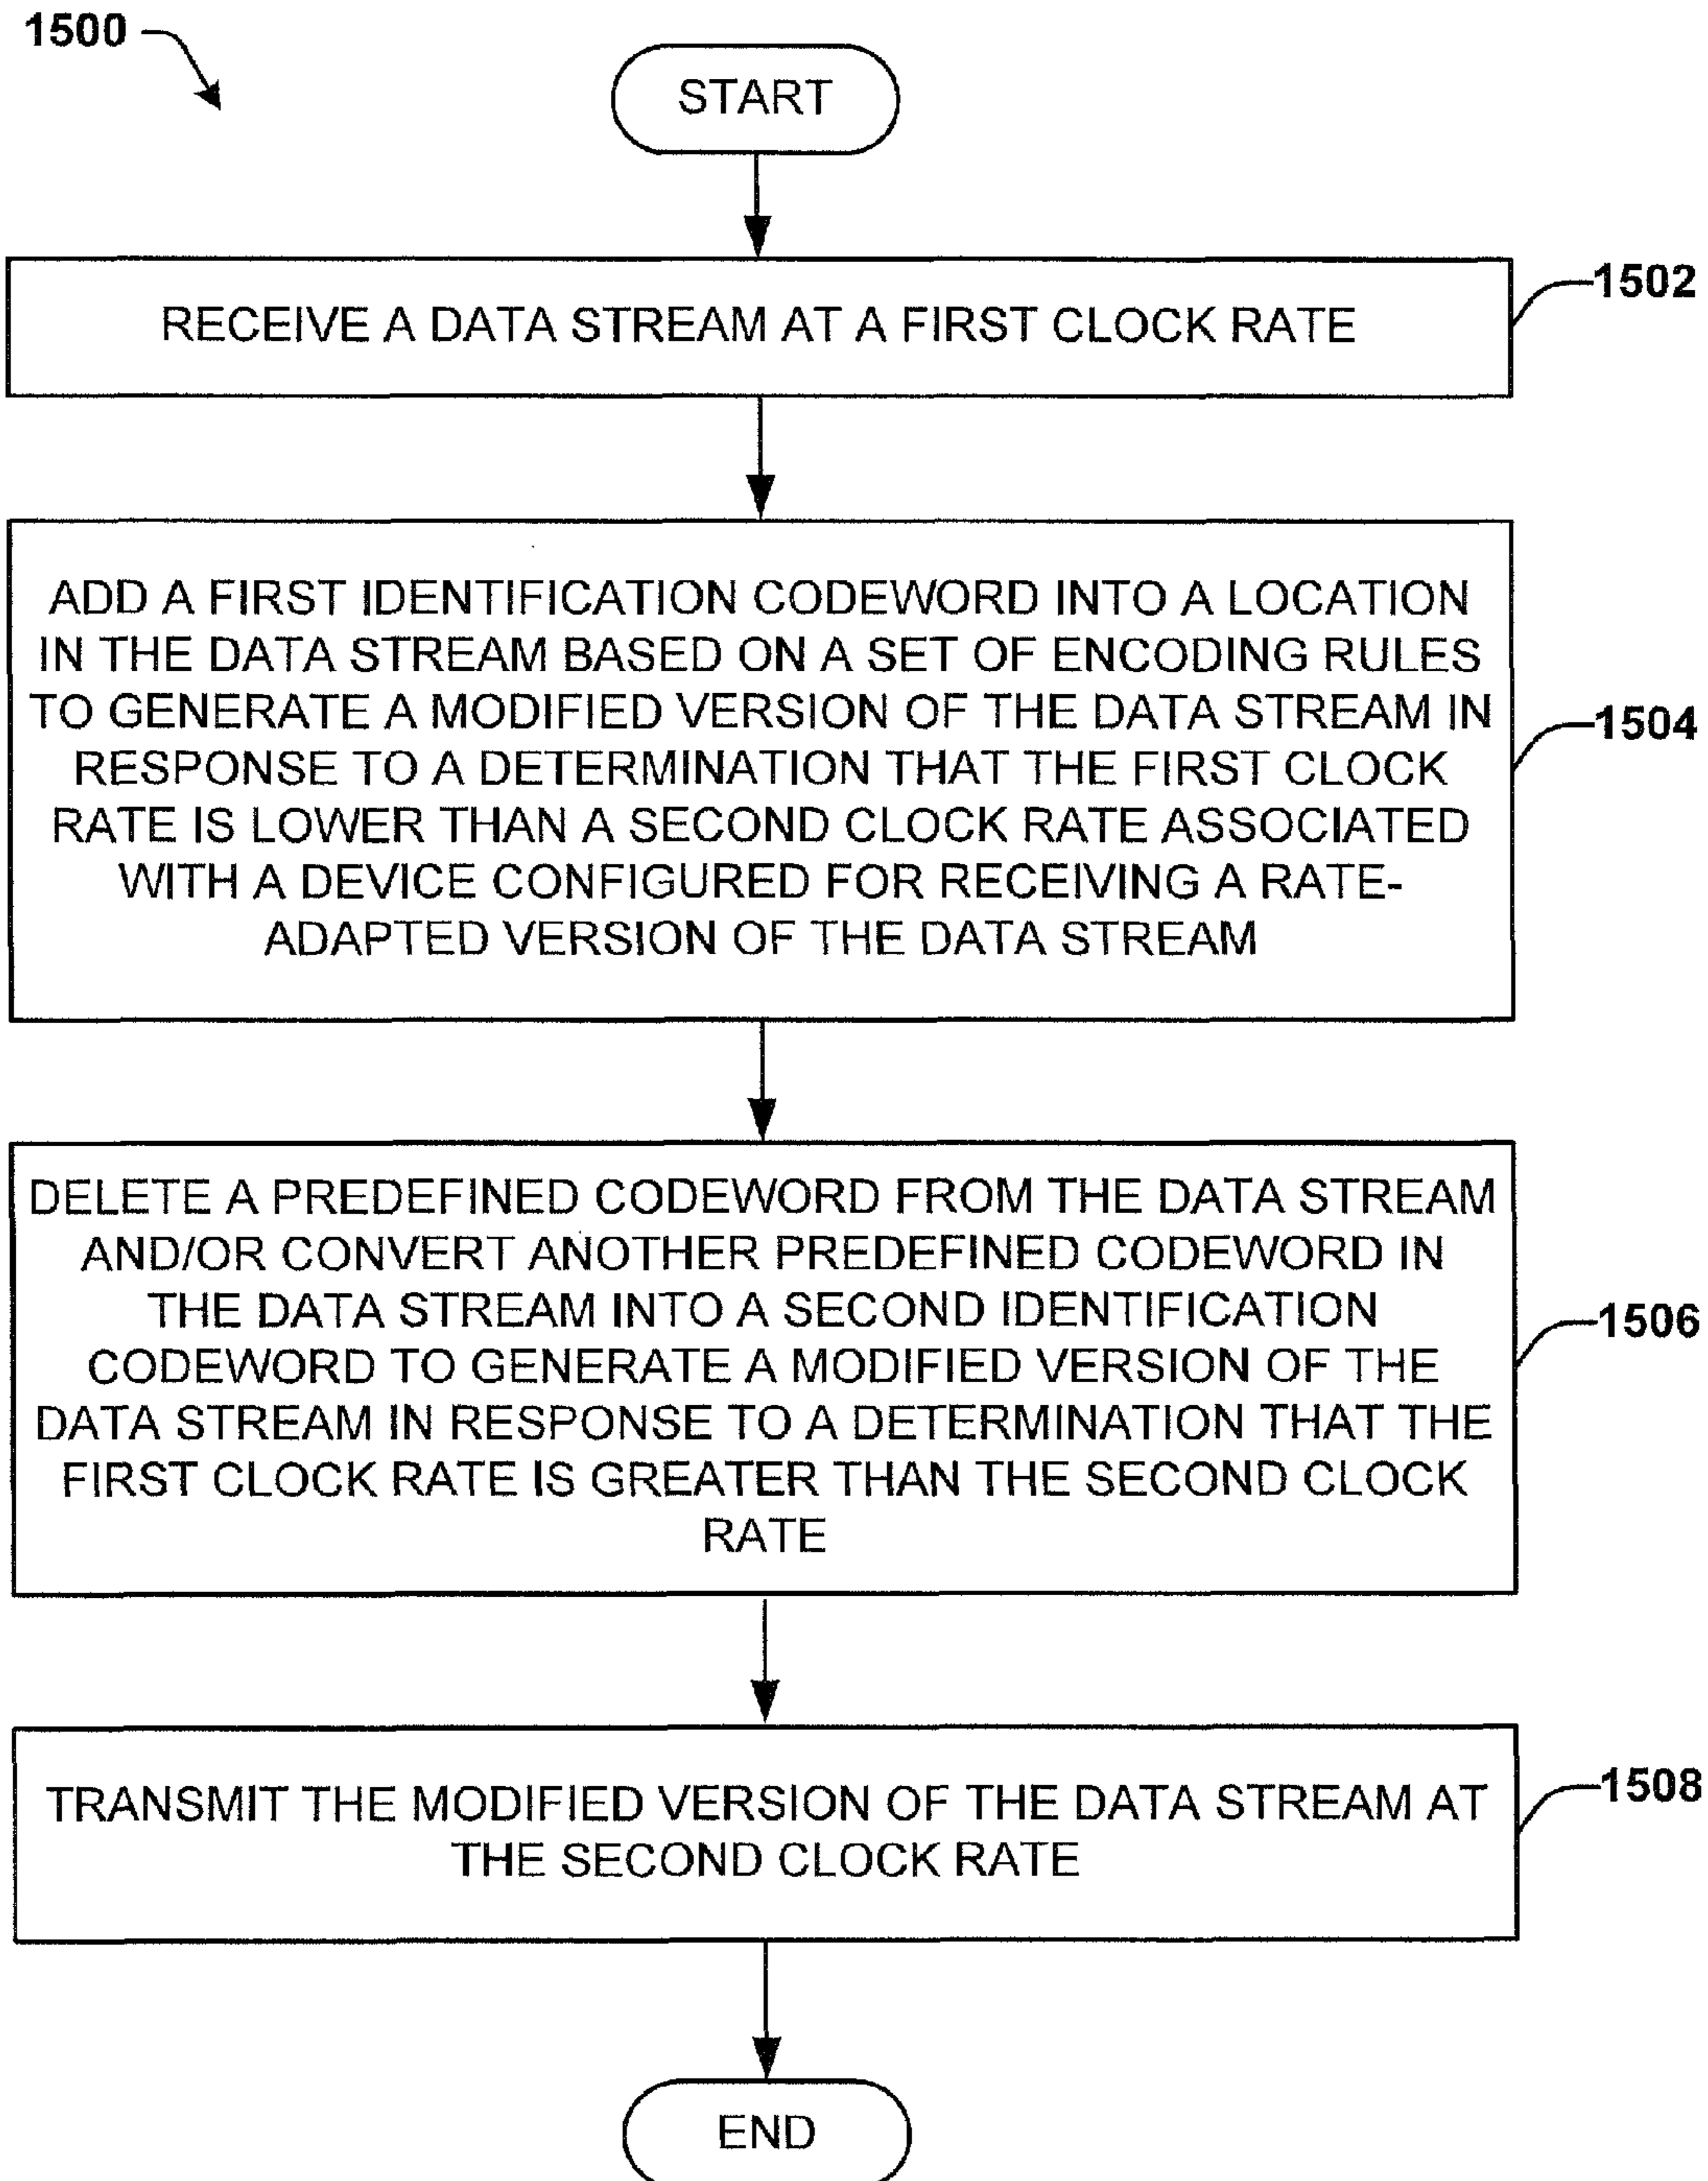 1500
START
RECEIVE A DATA STREAM AT A FIRST CLOCK RATE
1502
ADD A FIRST IDENTIFICATION CODEWORD INTO A LOCATION
IN THE DATA STREAM BASED ON A SET OF ENCODING RULES
TO GENERATE A MODIFIED VERSION OF THE DATA STREAM IN
RESPONSE TO A DETERMINATION THAT THE FIRST CLOCK
RATE IS LOWER THAN A SECOND CLOCK RATE ASSOCIATED
WITH A DEVICE CONFIGURED FOR RECEIVING A RATE-
ADAPTED VERSION OF THE DATA STREAM
1504
DELETE A PREDEFINED CODEWORD FROM THE DATA STREAM
AND/OR CONVERT ANOTHER PREDEFINED CODEWORD IN
THE DATA STREAM INTO A SECOND IDENTIFICATION
CODEWORD TO GENERATE A MODIFIED VERSION OF THE
DATA STREAM IN RESPONSE TO A DETERMINATION THAT THE
FIRST CLOCK RATE IS GREATER THAN THE SECOND CLOCK
RATE
1506
TRANSMIT THE MODIFIED VERSION OF THE DATA STREAM AT
THE SECOND CLOCK RATE
1508
END